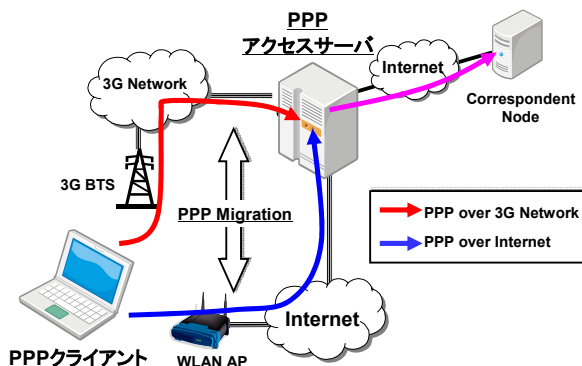 PPP
アクセスサーバ
Internet
3G Network
Correspondent
Node
3G BTS
PPP Migration
PPP over 3G Network
PPP over Internet
Internet
PPPクライアント
WLAN AP